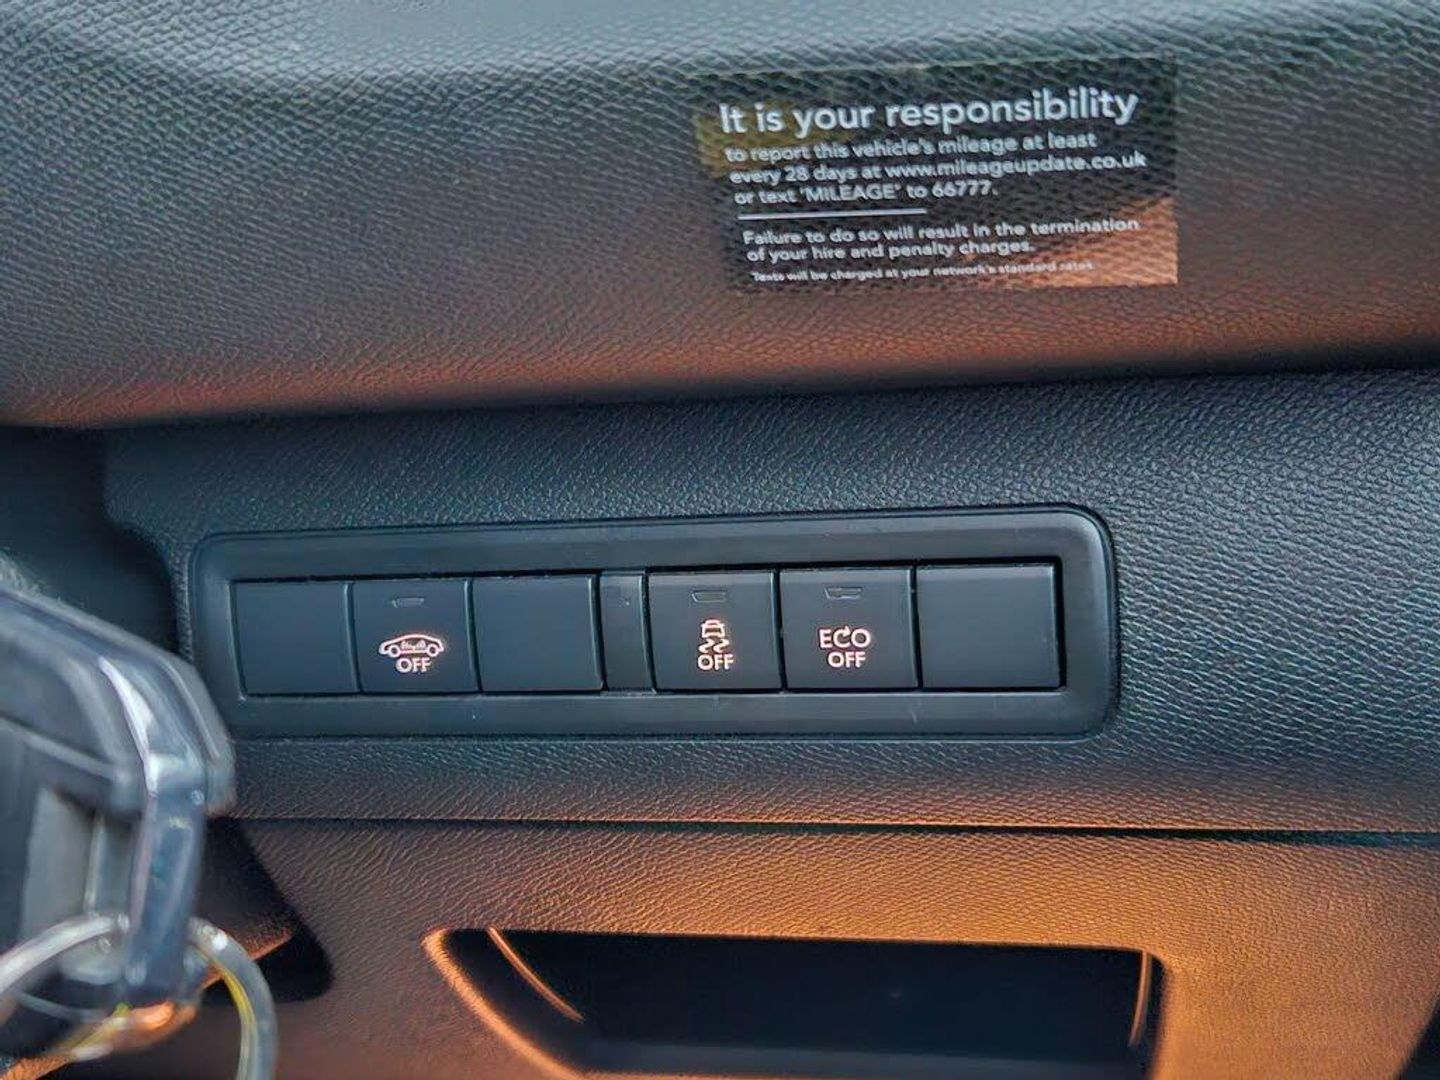 It is your responsibility
to report this vehicle's mileage at least
every 28 days at www.mileageupdate.co.uk
or text 'MILEAGE' to 66777.
Failure to do so will result in the termination
of your hire and penalty charges.
Texts will be charged at your network's standard rates
OFF
OFF
ECO
OFF